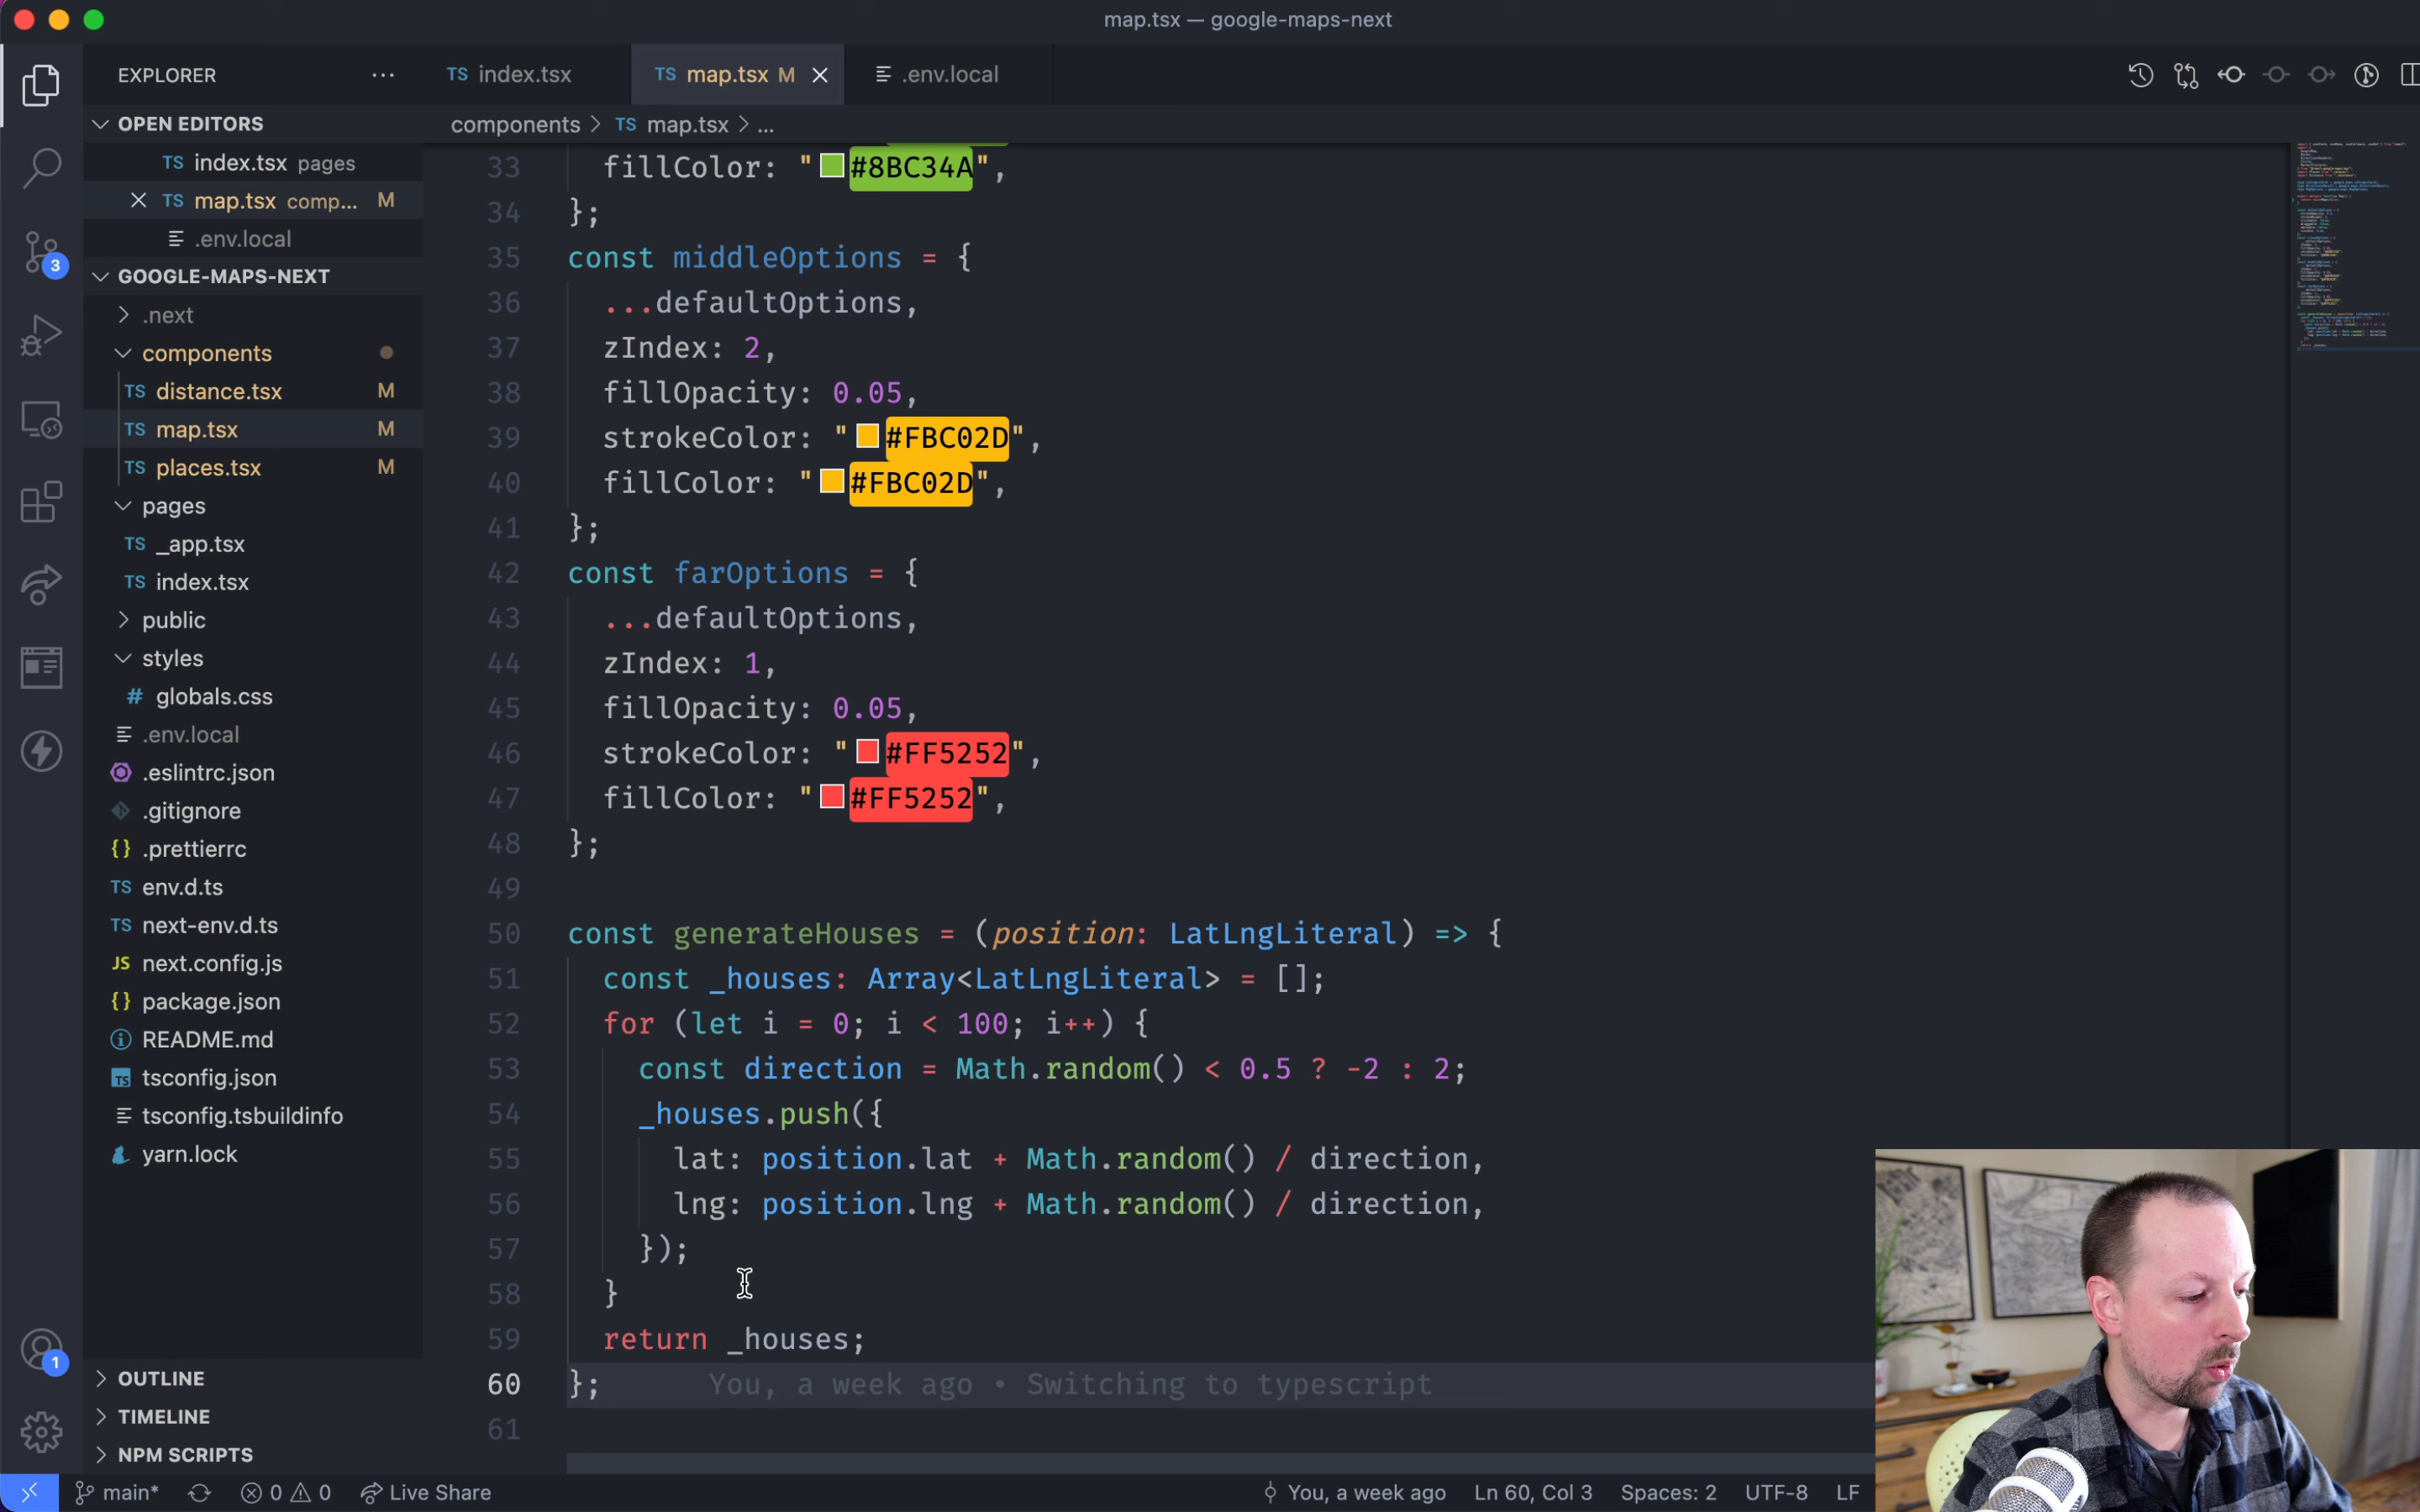 map.tsx — google-maps-next
EXPLORER
TS index.tsx
TS map.tsx M
.env.local
OPEN EDITORS
TS index.tsx pages
TS map.tsx comp... M
.env.local
GOOGLE-MAPS-NEXT
.next
components
TS distance.tsx M
TS map.tsx M
TS places.tsx M
pages
TS _app.tsx
TS index.tsx
public
styles
# globals.css
.env.local
.eslintrc.json
.gitignore
{} .prettierrc
TS env.d.ts
TS next-env.d.ts
JS next.config.js
{} package.json
README.md
TS tsconfig.json
tsconfig.tsbuildinfo
yarn.lock
OUTLINE
TIMELINE
NPM SCRIPTS
3
1
components > TS map.tsx > ...
33 fillColor: "#8BC34A",
34 };
35 const middleOptions = {
36 ...defaultOptions,
37 zIndex: 2,
38 fillOpacity: 0.05,
39 strokeColor: "#FBC02D",
40 fillColor: "#FBC02D",
41 };
42 const farOptions = {
43 ...defaultOptions,
44 zIndex: 1,
45 fillOpacity: 0.05,
46 strokeColor: "#FF5252",
47 fillColor: "#FF5252",
48 };
49
50 const generateHouses = (position: LatLngLiteral) => {
51 const _houses: Array<LatLngLiteral> = [];
52 for (let i = 0; i < 100; i++) {
53 const direction = Math.random() < 0.5 ? -2 : 2;
54 _houses.push({
55 lat: position.lat + Math.random() / direction,
56 lng: position.lng + Math.random() / direction,
57 });
58 }
59 return _houses;
60 }; You, a week ago • Switching to typescript
61
main* 0 0 Live Share You, a week ago Ln 60, Col 3 Spaces: 2 UTF-8 LF